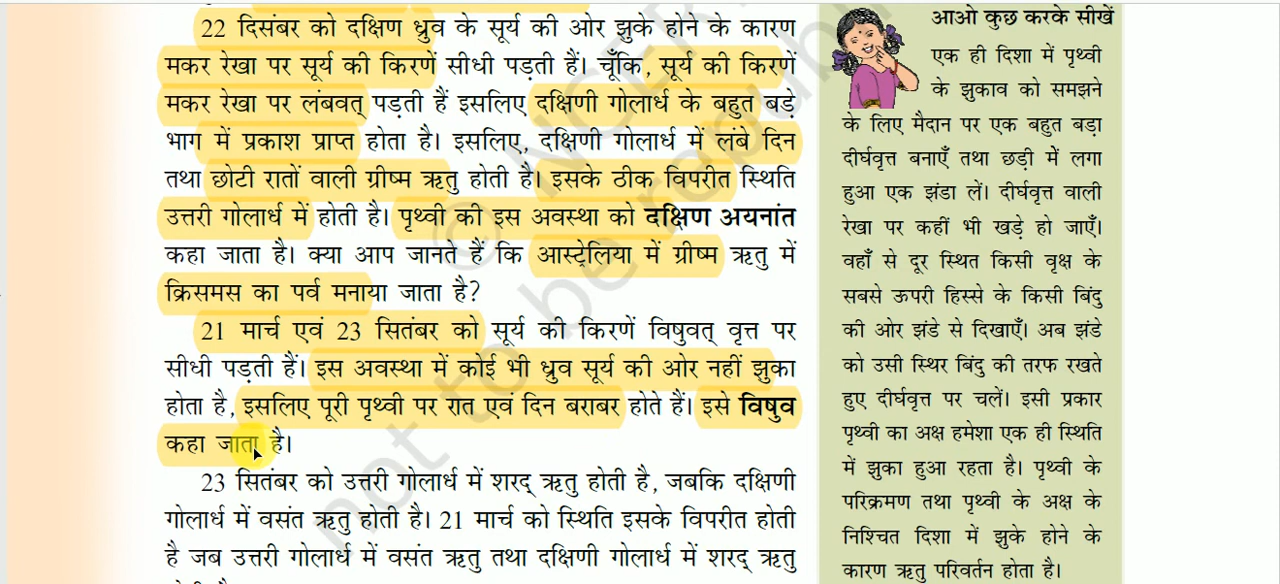 22 दिसंबर को दक्षिण ध्रुव के सूर्य की ओर झुके होने के कारण
मकर रेखा पर सूर्य की किरणें सीधी पड़ती हैं। चूँकि, सूर्य की किरणें
मकर रेखा पर लंबवत् पड़ती हैं इसलिए दक्षिणी गोलार्ध के बहुत बड़े
भाग में प्रकाश प्राप्त होता है। इसलिए, दक्षिणी गोलार्ध में लंबे दिन
तथा छोटी रातों वाली ग्रीष्म ऋतु होती है। इसके ठीक विपरीत स्थिति
उत्तरी गोलार्ध में होती है। पृथ्वी की इस अवस्था को दक्षिण अयनांत
कहा जाता है। क्या आप जानते हैं कि आस्ट्रेलिया में ग्रीष्म ऋतु में
क्रिसमस का पर्व मनाया जाता है?
21 मार्च एवं 23 सितंबर को सूर्य की किरणें विषुवत् वृत्त पर
सीधी पड़ती हैं। इस अवस्था में कोई भी ध्रुव सूर्य की ओर नहीं झुका
होता है, इसलिए पूरी पृथ्वी पर रात एवं दिन बराबर होते हैं। इसे विषुव
कहा जाता है।
23 सितंबर को उत्तरी गोलार्ध में शरद् ऋतु होती है, जबकि दक्षिणी
गोलार्ध में वसंत ऋतु होती है। 21 मार्च को स्थिति इसके विपरीत होती
है जब उत्तरी गोलार्ध में वसंत ऋतु तथा दक्षिणी गोलार्ध में शरद् ऋतु
आओ कुछ करके सीखें
एक ही दिशा में पृथ्वी
के झुकाव को समझने
के लिए मैदान पर एक बहुत बड़ा
दीर्घवृत्त बनाएँ तथा छड़ी में लगा
हुआ एक झंडा लें। दीर्घवृत्त वाली
रेखा पर कहीं भी खड़े हो जाएँ।
वहाँ से दूर स्थित किसी वृक्ष के
सबसे ऊपरी हिस्से के किसी बिंदु
की ओर झंडे से दिखाएँ। अब झंडे
को उसी स्थिर बिंदु की तरफ रखते
हुए दीर्घवृत्त पर चलें। इसी प्रकार
पृथ्वी का अक्ष हमेशा एक ही स्थिति
में झुका हुआ रहता है। पृथ्वी के
परिक्रमण तथा पृथ्वी के अक्ष के
निश्चित दिशा में झुके होने के
कारण ऋतु परिवर्तन होता है।
© NCER
not to be republ